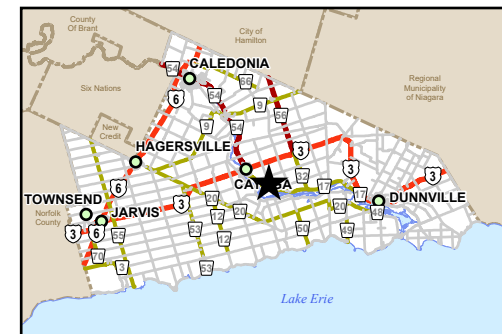 County
Of Brant
City of
Hamilton
54
CALEDONIA
Six Nations
6
54
56
9
Regional
Municipality
of Niagara
New
Credit
9
54
56
HAGERSVILLE
3
3
3
6
32
17
17
TOWNSEND
Norfolk
County
JARVIS
3
20
20
20
48
DUNNVILLE
3
6
55
53
12
12
50
49
70
3
53
Lake Erie